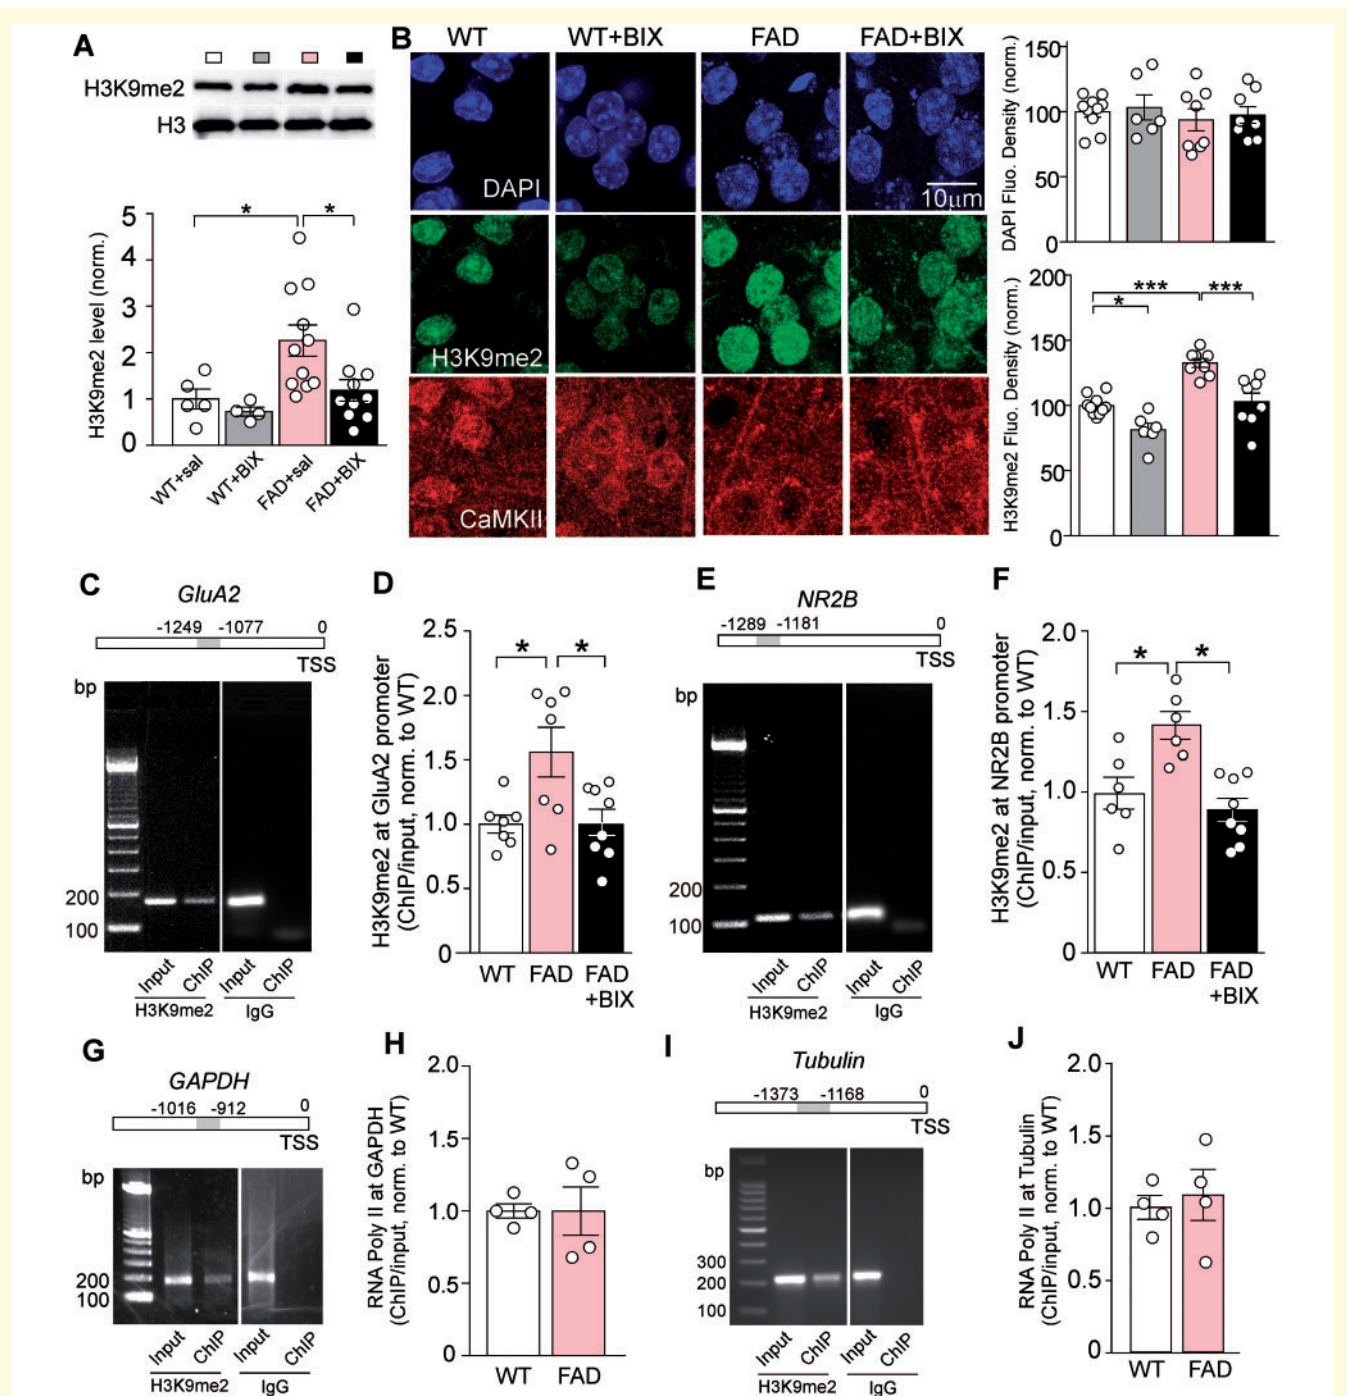 A
H3K9me2
H3
H3K9me2 level (norm.)
5
4
3
2
1
0
*
*
WT+sal
WT+BIX
FAD+sal
FAD+BIX
B
WT
WT+BIX
FAD
FAD+BIX
DAPI
10μm
H3K9me2
CaMKII
DAPI Fluo. Density (norm.)
150
100
50
0
H3K9me2 Fluo. Density (norm.)
200
150
100
50
0
***
*
***
C
GluA2
-1249
-1077
0
TSS
bp
200
100
Input
ChIP
Input
ChIP
H3K9me2
IgG
D
H3K9me2 at GluA2 promoter
(ChIP/input, norm. to WT)
2.5
2.0
1.5
1.0
0.5
0
*
*
WT
FAD
FAD
+BIX
E
NR2B
-1289
-1181
0
TSS
bp
200
100
Input
ChIP
Input
ChIP
H3K9me2
IgG
F
H3K9me2 at NR2B promoter
(ChIP/input, norm. to WT)
2.0
1.5
1.0
0.5
0
*
*
WT
FAD
FAD
+BIX
G
GAPDH
-1016
-912
0
TSS
bp
200
100
Input
ChIP
Input
ChIP
H3K9me2
IgG
H
RNA Poly II at GAPDH
(ChIP/input, norm. to WT)
2.0
1.5
1.0
0.5
0
WT
FAD
I
Tubulin
-1373
-1168
0
TSS
bp
300
200
100
Input
ChIP
Input
ChIP
H3K9me2
IgG
J
RNA Poly II at Tubulin
(ChIP/input, norm. to WT)
2.0
1.5
1.0
0.5
0
WT
FAD